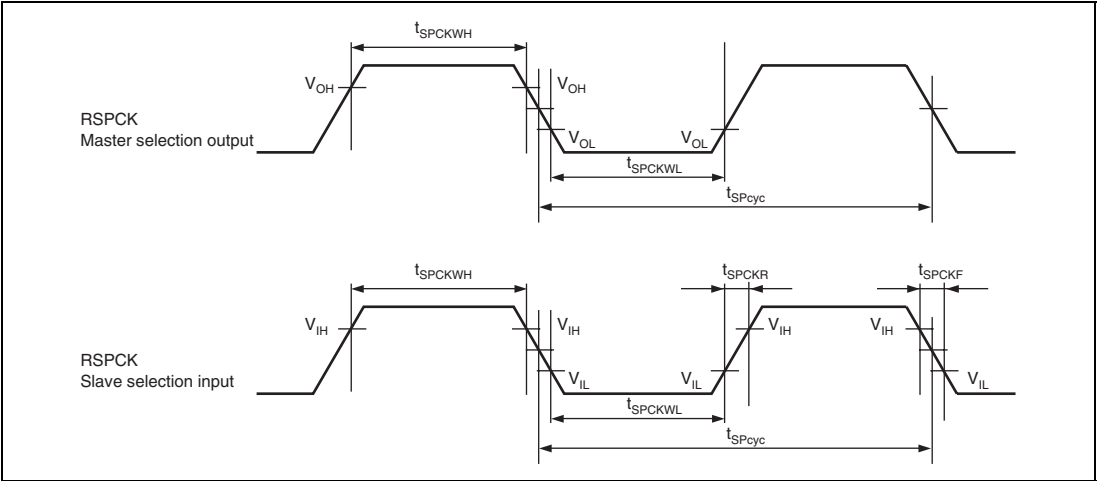 tSPCKWH
VOH
VOH
RSPCK
Master selection output
VOL
VOL
tSPCKWL
tSPcyc
tSPCKWH
tSPCKR
tSPCKF
VIH
VIH
VIH
VIH
RSPCK
Slave selection input
VIL
VIL
VIL
tSPCKWL
tSPcyc